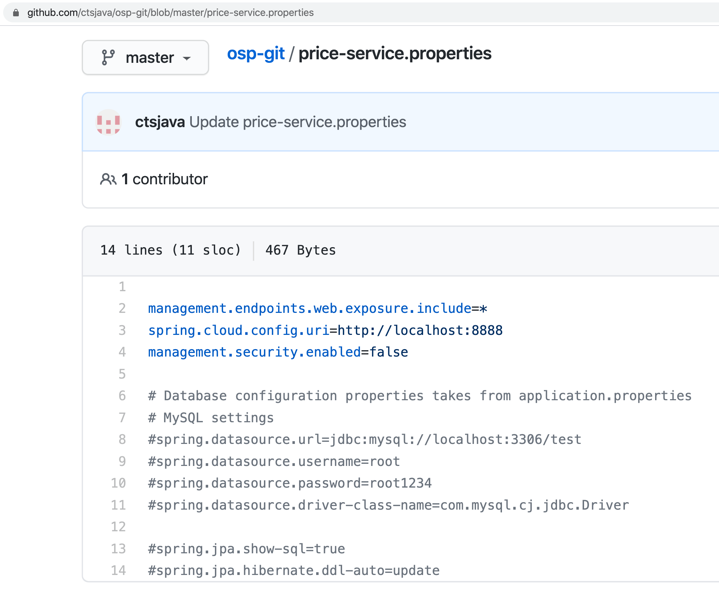 github.com/ctsjava/osp-git/blob/master/price-service.properties
master
osp-git / price-service.properties
ctsjava Update price-service.properties
1 contributor
14 lines (11 sloc) 467 Bytes
1
2 management.endpoints.web.exposure.include=*
3 spring.cloud.config.uri=http://localhost:8888
4 management.security.enabled=false
5
6 # Database configuration properties takes from application.properties
7 # MySQL settings
8 #spring.datasource.url=jdbc:mysql://localhost:3306/test
9 #spring.datasource.username=root
10 #spring.datasource.password=root1234
11 #spring.datasource.driver-class-name=com.mysql.cj.jdbc.Driver
12
13 #spring.jpa.show-sql=true
14 #spring.jpa.hibernate.ddl-auto=update